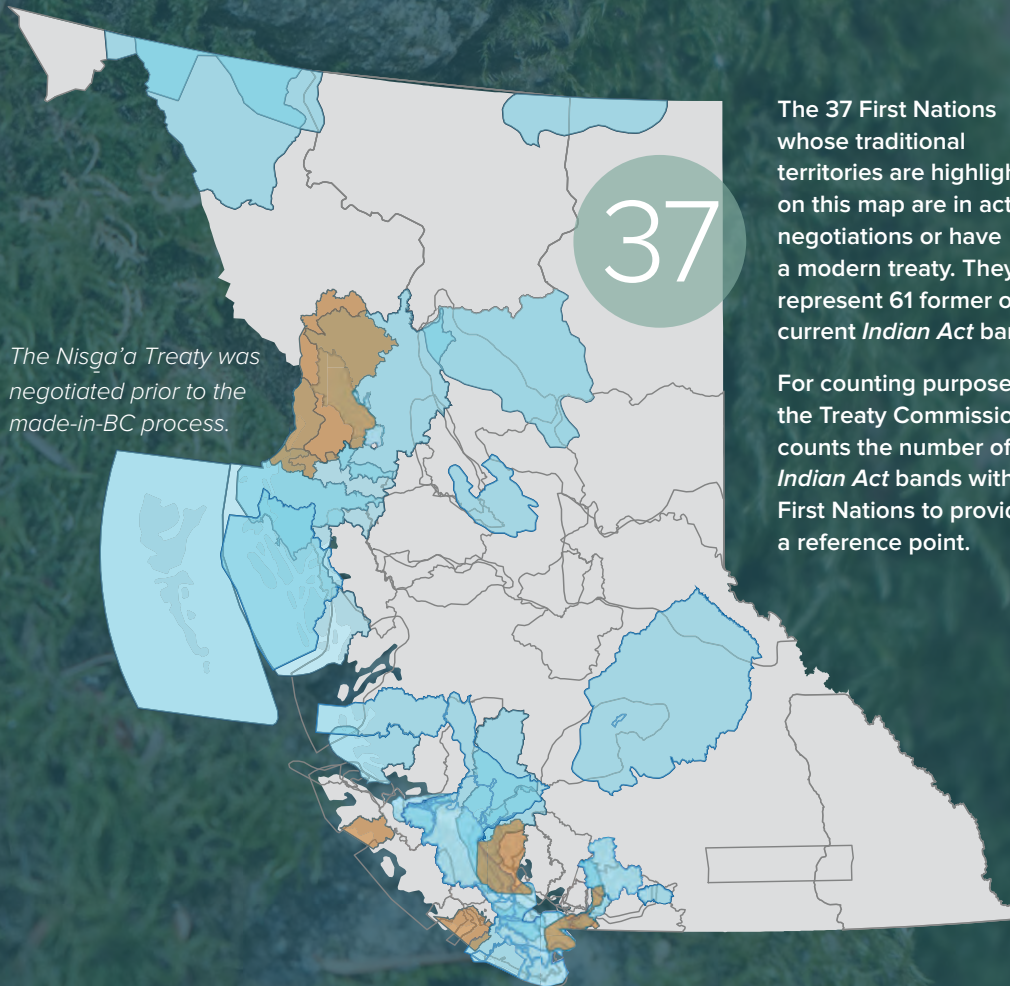 37
The 37 First Nations
whose traditional
territories are
on this map are in
negotiations or have
a modern treaty. They
represent 61 former
current Indian Act
For counting
the Treaty
counts the number of
Indian Act bands
First Nations to
a reference point.
The Nisg̱a’a Treaty was
negotiated prior to the
made-in-BC process.